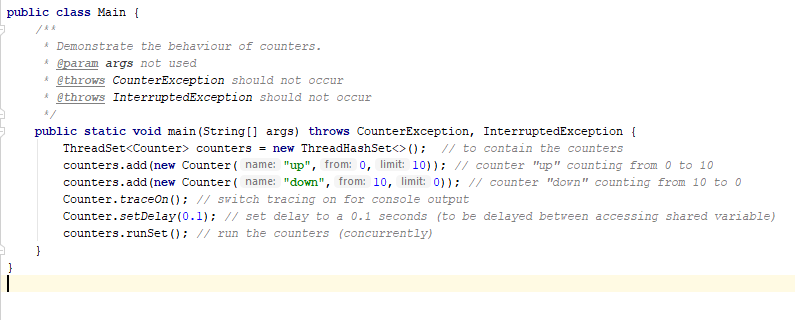 public class Main {
/**
* Demonstrate the behaviour of counters.
* @param args not used
* @throws CounterException should not occur
* @throws InterruptedException should not occur
*/
public static void main(String[] args) throws CounterException, InterruptedException {
ThreadSet<Counter> counters = new ThreadHashSet<>();  // to contain the counters
counters.add(new Counter( name: "up", from: 0, limit: 10)); // counter "up" counting from 0 to 10
counters.add(new Counter( name: "down", from: 10, limit: 0)); // counter "down" counting from 10 to 0
Counter.traceOn(); // switch tracing on for console output
Counter.setDelay(0.1); // set delay to a 0.1 seconds (to be delayed between accessing shared variable)
counters.runSet(); // run the counters (concurrently)
}
}